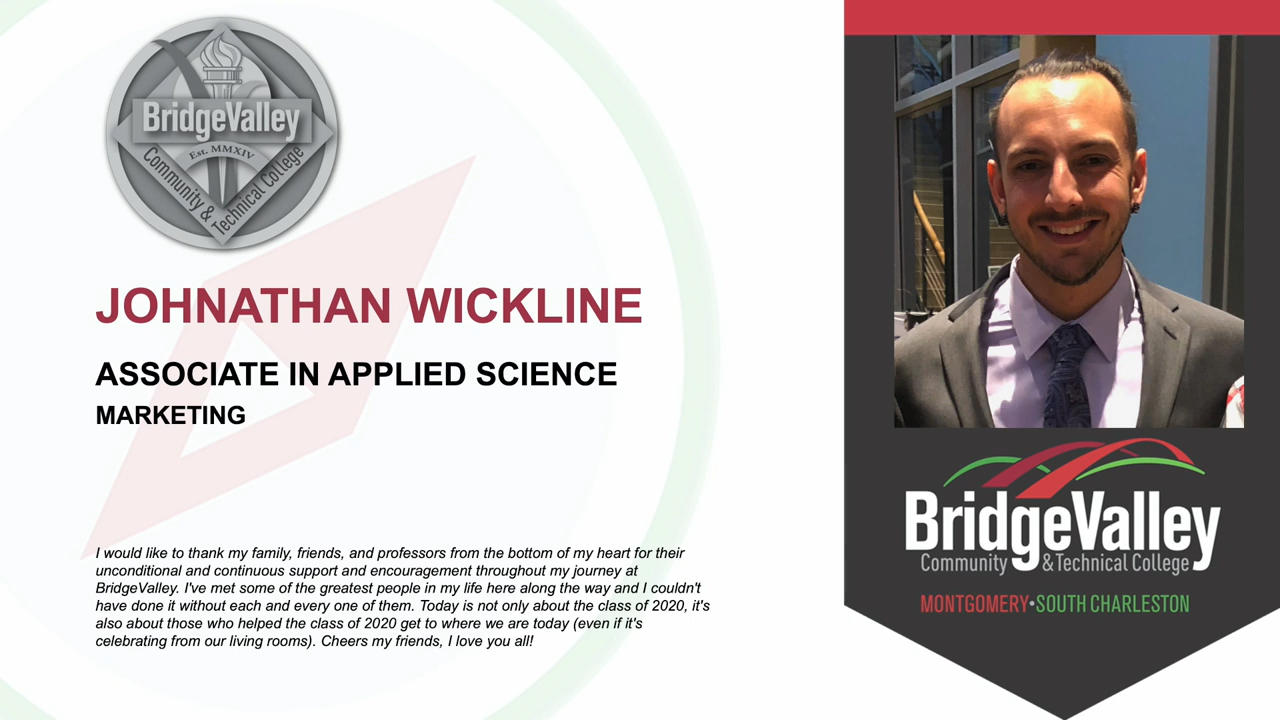 BridgeValley
Est. MMXIV
Community & Technical College
JOHNATHAN WICKLINE
ASSOCIATE IN APPLIED SCIENCE
MARKETING
I would like to thank my family, friends, and professors from the bottom of my heart for their
unconditional and continuous support and encouragement throughout my journey at
BridgeValley. I've met some of the greatest people in my life here along the way and I couldn't
have done it without each and every one of them. Today is not only about the class of 2020, it's
also about those who helped the class of 2020 get to where we are today (even if it's
celebrating from our living rooms). Cheers my friends, I love you all!
BridgeValley
Community & Technical College
MONTGOMERY•SOUTH CHARLESTON